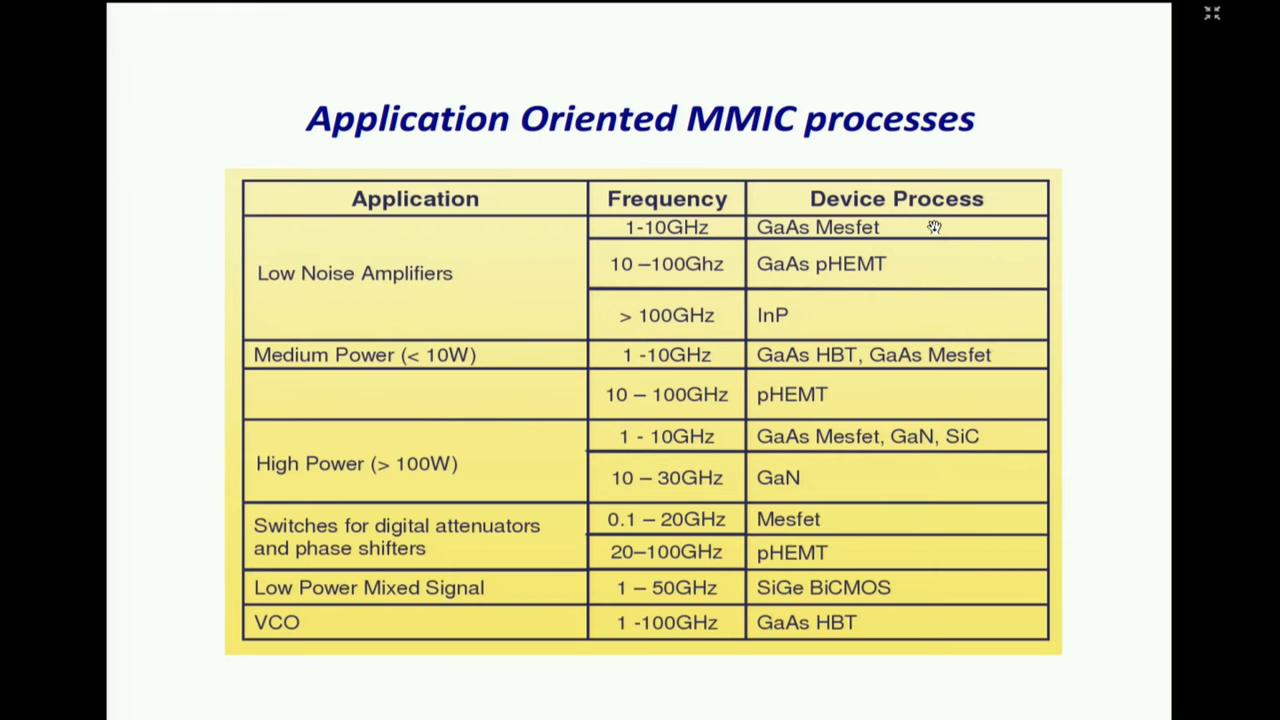 Application Oriented MMIC processes
Application Frequency Device Process
Low Noise Amplifiers
1-10GHz GaAs Mesfet
10 –100Ghz GaAs pHEMT
> 100GHz InP
Medium Power (< 10W) 1 -10GHz GaAs HBT, GaAs Mesfet
10 – 100GHz pHEMT
High Power (> 100W)
1 - 10GHz GaAs Mesfet, GaN, SiC
10 – 30GHz GaN
Switches for digital attenuators
and phase shifters
0.1 – 20GHz Mesfet
20–100GHz pHEMT
Low Power Mixed Signal 1 – 50GHz SiGe BiCMOS
VCO 1 -100GHz GaAs HBT